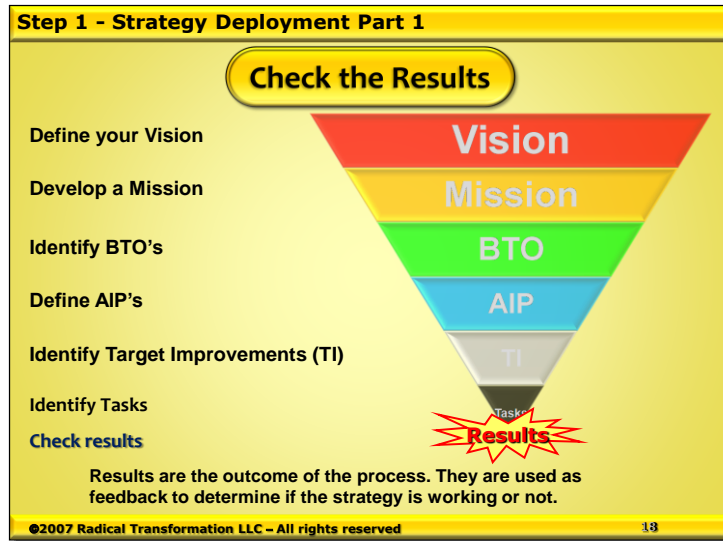 Step 1 - Strategy Deployment Part 1
Check the Results
Define your Vision
Vision
Develop a Mission
Mission
Identify BTO's
BTO
Define AIP's
AIP
Identify Target Improvements (TI)
TI
Identify Tasks
Tasks
Check results
Results
Results are the outcome of the process. They are used as
feedback to determine if the strategy is working or not.
©2007 Radical Transformation LLC – All rights reserved
18